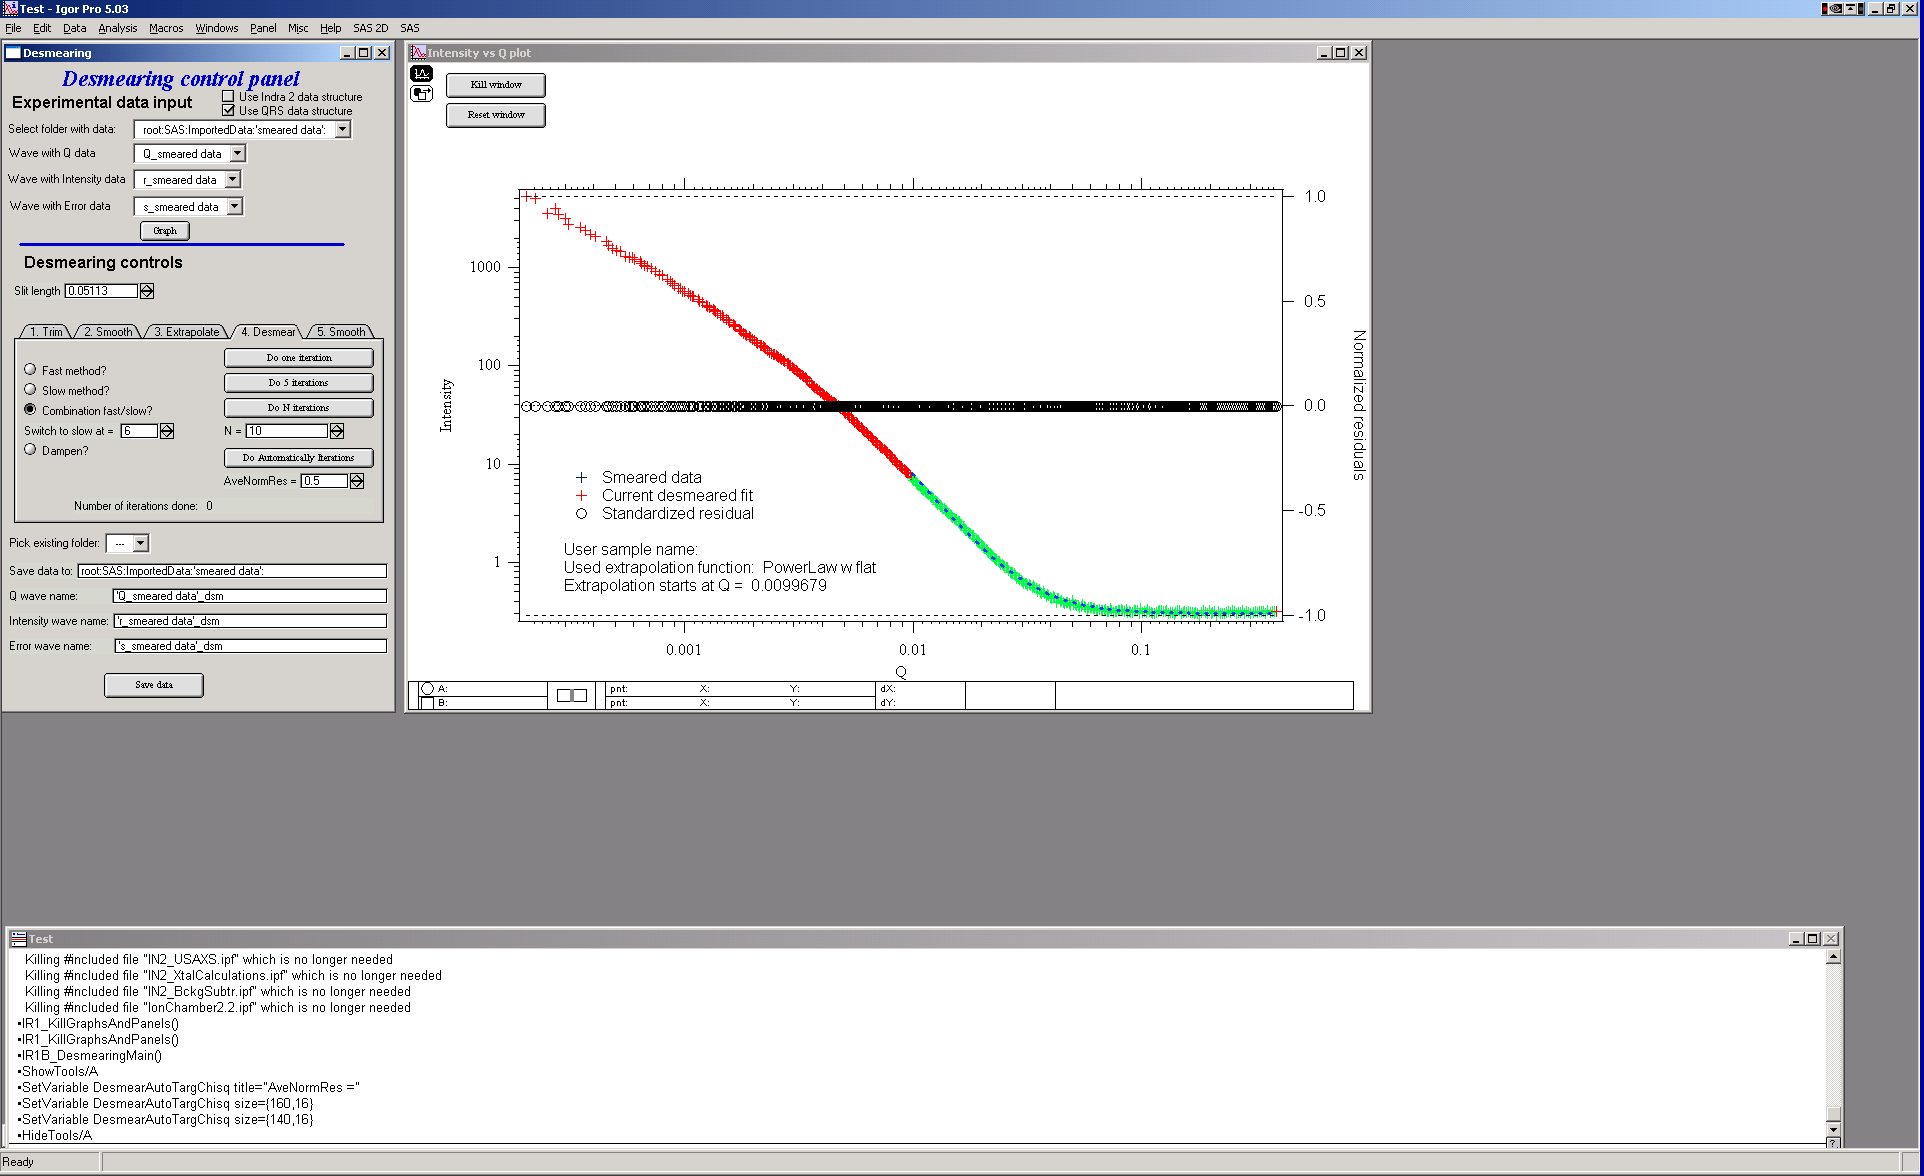 Test - Igor Pro 5.03
File Edit Data Analysis Macros Windows Panel Misc Help SAS 2D SAS
Desmearing
Desmearing control panel
Experimental data input
Use Indra 2 data structure
Use QRS data structure
Select folder with data: root:SAS:ImportedData:'smeared data':
Wave with Q data Q_smeared data
Wave with Intensity data r_smeared data
Wave with Error data s_smeared data
Graph
Desmearing controls
Slit length 0.05113
1. Trim 2. Smooth 3. Extrapolate 4. Desmear 5. Smooth
Do one iteration
Fast method?
Do 5 iterations
Slow method?
Do N iterations
Combination fast/slow?
Switch to slow at = 6 N = 10
Dampen?
Do Automatically Iterations
AveNormRes = 0.5
Number of iterations done: 0
Pick existing folder: ---
Save data to: root:SAS:ImportedData:'smeared data':
Q wave name: 'Q_smeared data'_dsm
Intensity wave name: 'r_smeared data'_dsm
Error wave name: 's_smeared data'_dsm
Save data
Intensity vs Q plot
Kill window
Reset window
1000
100
10
1
Intensity
1.0
0.5
0.0
-0.5
-1.0
Normalized residuals
Smeared data
Current desmeared fit
Standardized residual
User sample name:
Used extrapolation function: PowerLaw w flat
Extrapolation starts at Q = 0.0099679
0.001 0.01 0.1
Q
A: pnt: X: Y: dX:
B: pnt: X: Y: dY:
Test
Killing #included file "IN2_USAXS.ipf" which is no longer needed
Killing #included file "IN2_XtalCalculations.ipf" which is no longer needed
Killing #included file "IN2_BckgSubtr.ipf" which is no longer needed
Killing #included file "IonChamber2.2.ipf" which is no longer needed
•IR1_KillGraphsAndPanels()
•IR1_KillGraphsAndPanels()
•IR1B_DesmearingMain()
•ShowTools/A
•SetVariable DesmearAutoTargChisq title="AveNormRes ="
•SetVariable DesmearAutoTargChisq size={160,16}
•SetVariable DesmearAutoTargChisq size={140,16}
•HideTools/A
?
Ready